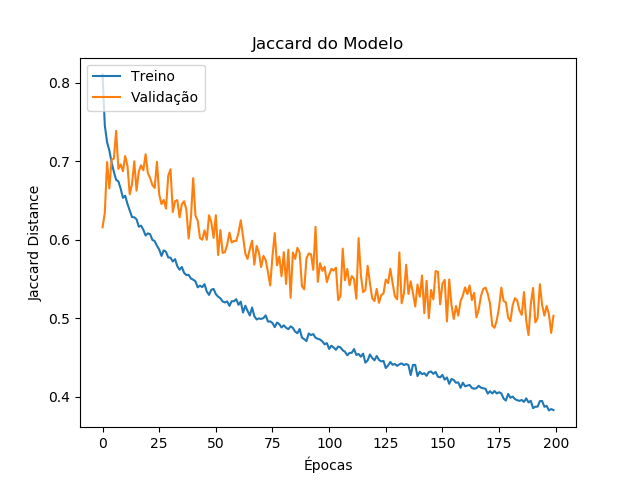 Jaccard do Modelo
Treino
Validação
Jaccard Distance
0.8
0.7
0.6
0.5
0.4
0 25 50 75 100 125 150 175 200
Épocas